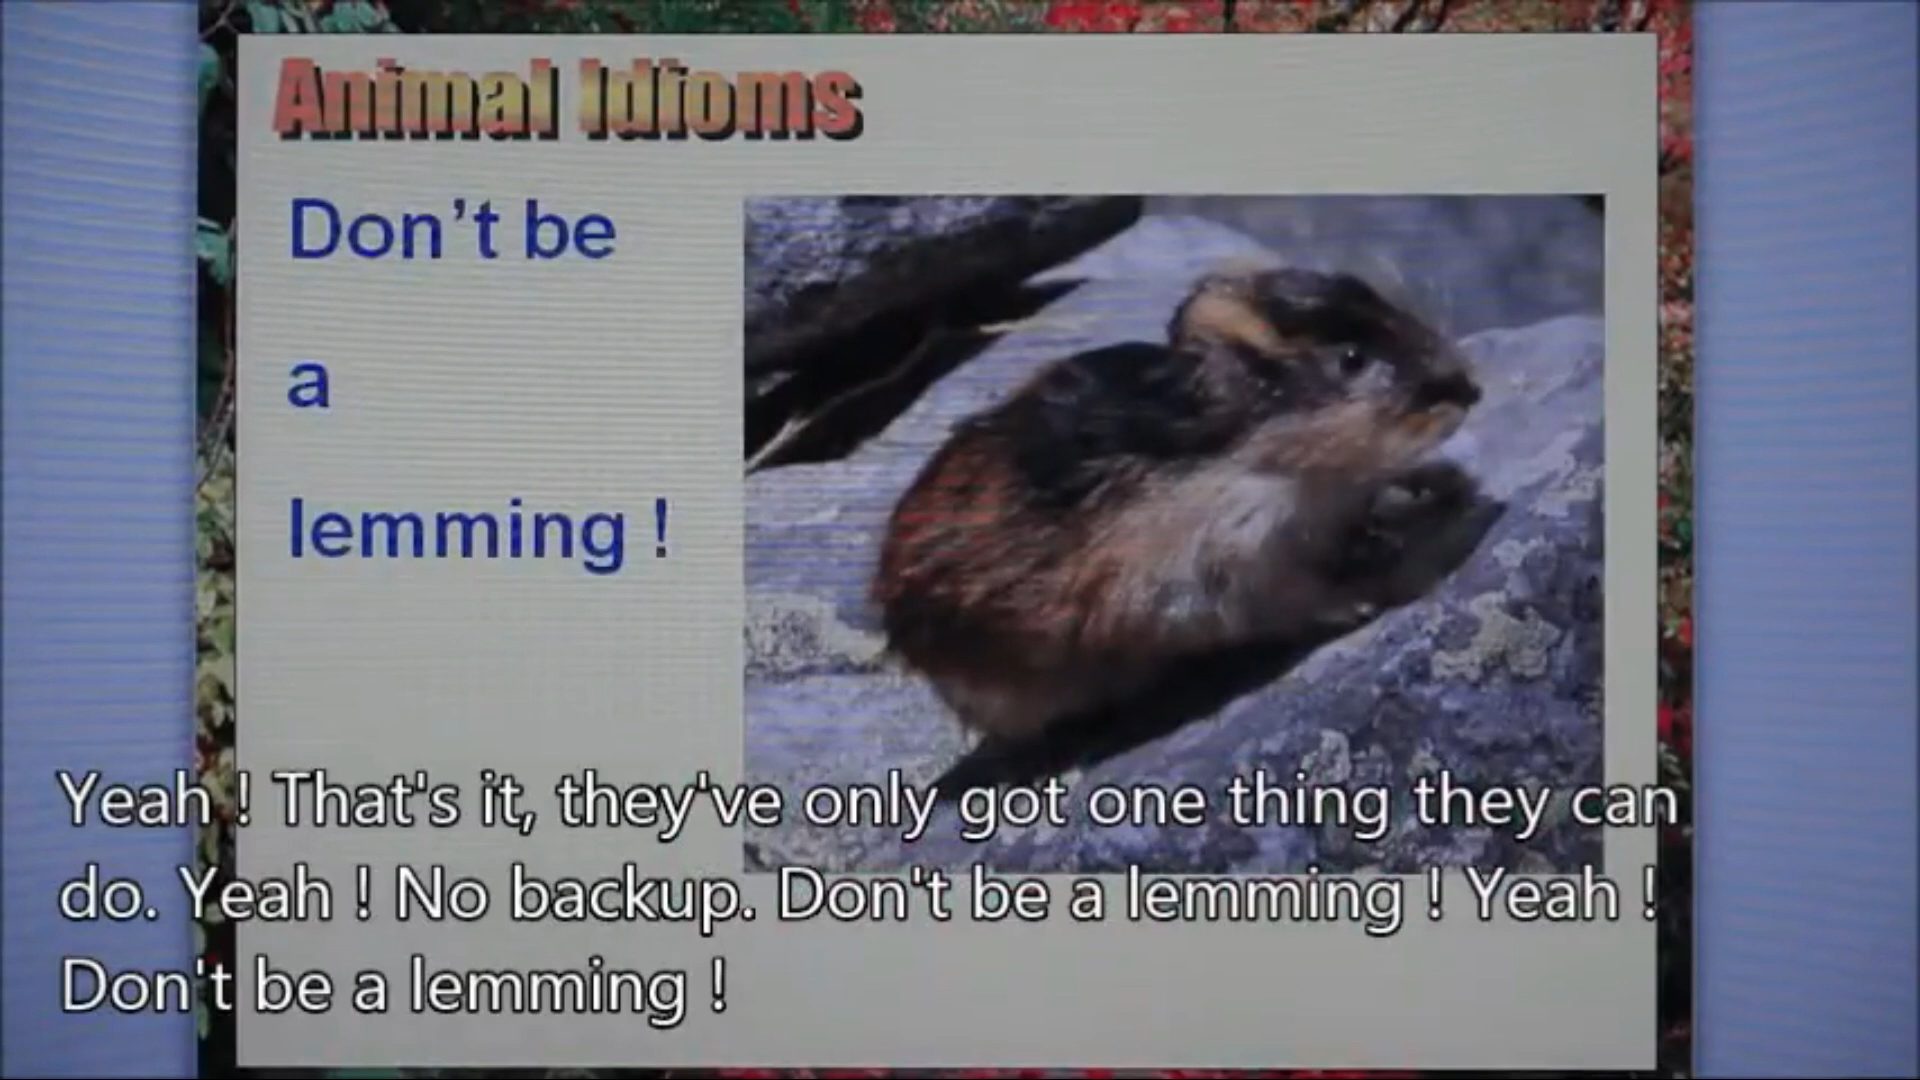 Animal Idioms
Don't be
a
lemming !
Yeah ! That's it, they've only got one thing they can
do. Yeah ! No backup. Don't be a lemming ! Yeah !
Don't be a lemming !